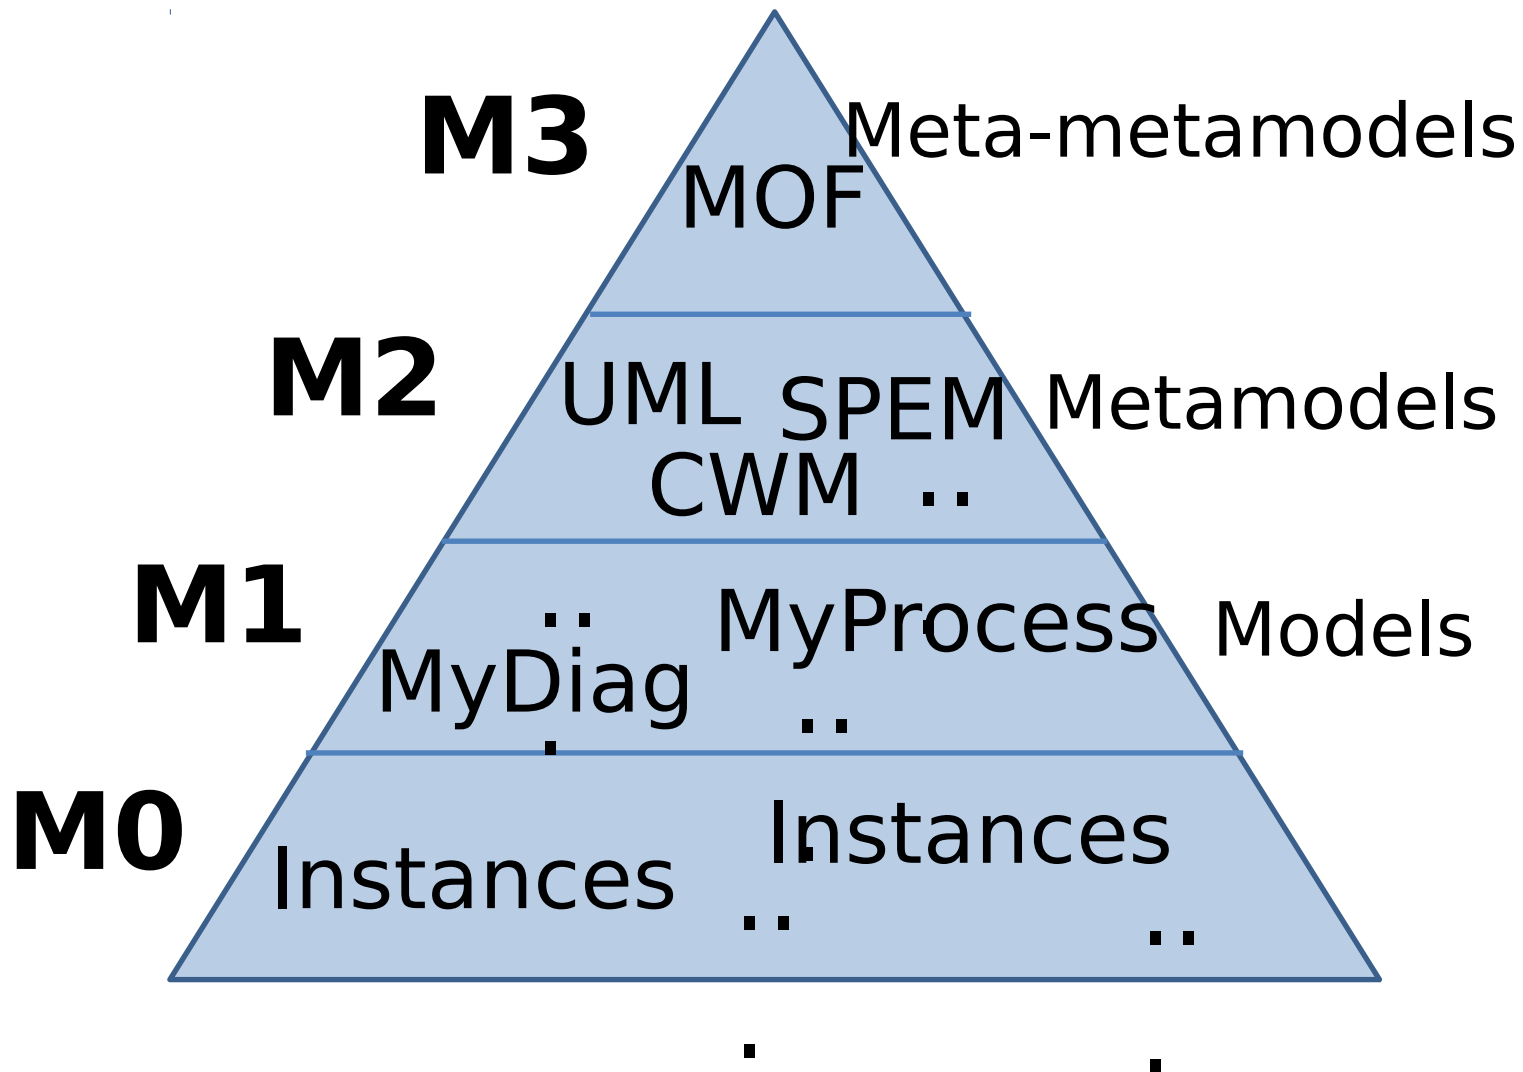 M3
Meta-metamodels
MOF
M2
UML
SPEM
Metamodels
CWM
..
.
M1
..
.
MyProcess
Models
MyDiag
..
.
M0
Instances
Instances
..
.
..
.